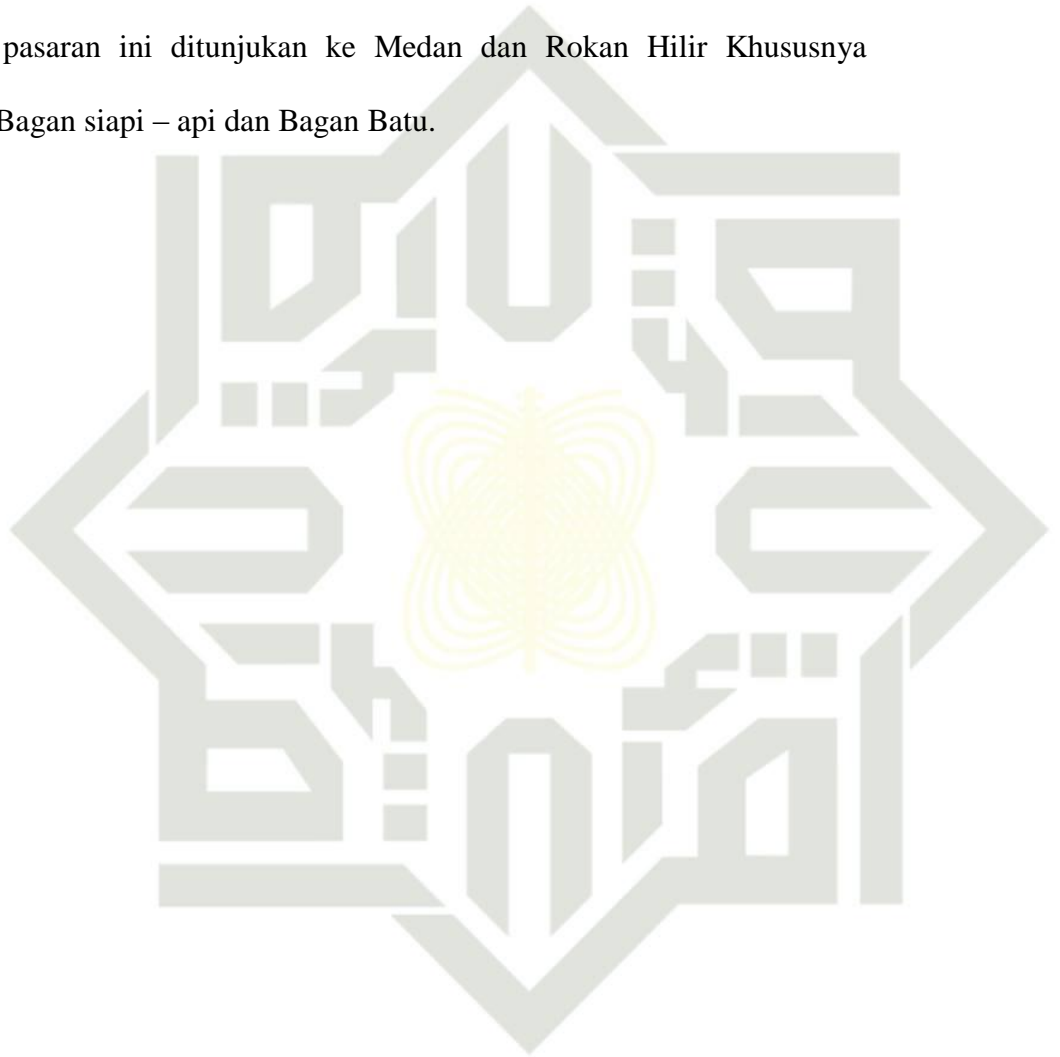 pasaran ini ditunjukan ke Medan dan Rokan Hilir Khususnya
Bagan siapi – api dan Bagan Batu.